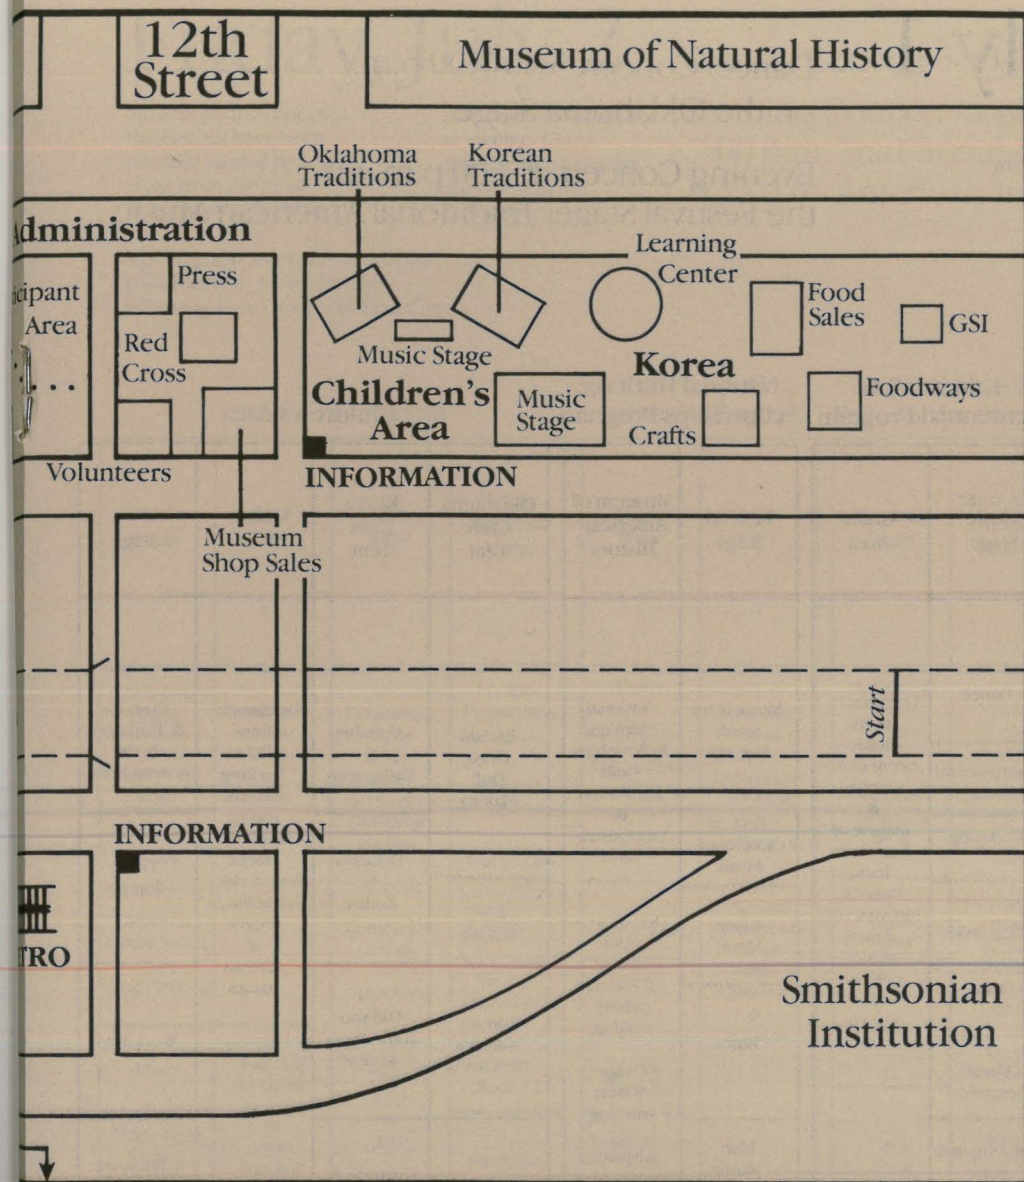 12th
Street
Museum of Natural History
Oklahoma
Traditions
Korean
Traditions
Administration
Press
Area
Red
Cross
Volunteers
Museum
Shop Sales
Music Stage
Children's
Area
INFORMATION
Learning
Center
Korea
Music
Stage
Crafts
Food
Sales
GSI
Foodways
Start
INFORMATION
TRO
Smithsonian
Institution